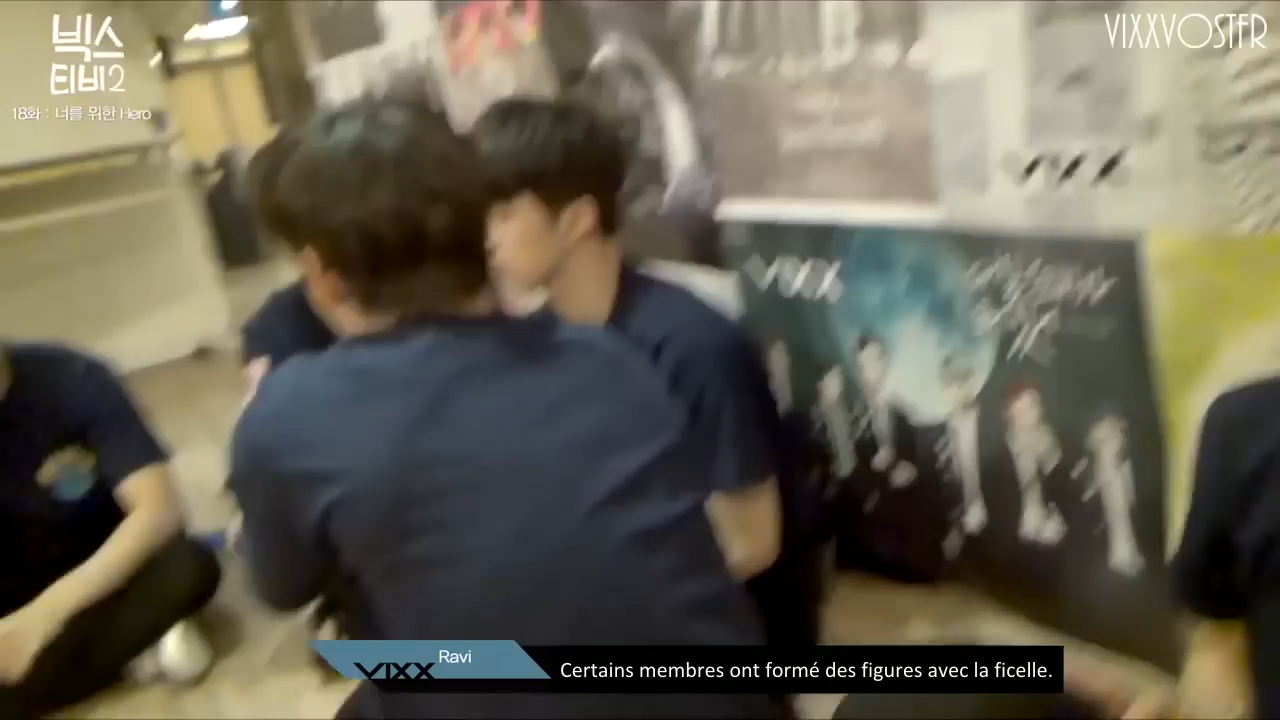 빅스
티비2
18화 : 너를 위한 Hero
VIXXVOSTFR
VIXX
VIXX
VIXX
Ravi
Certains membres ont formé des figures avec la ficelle.